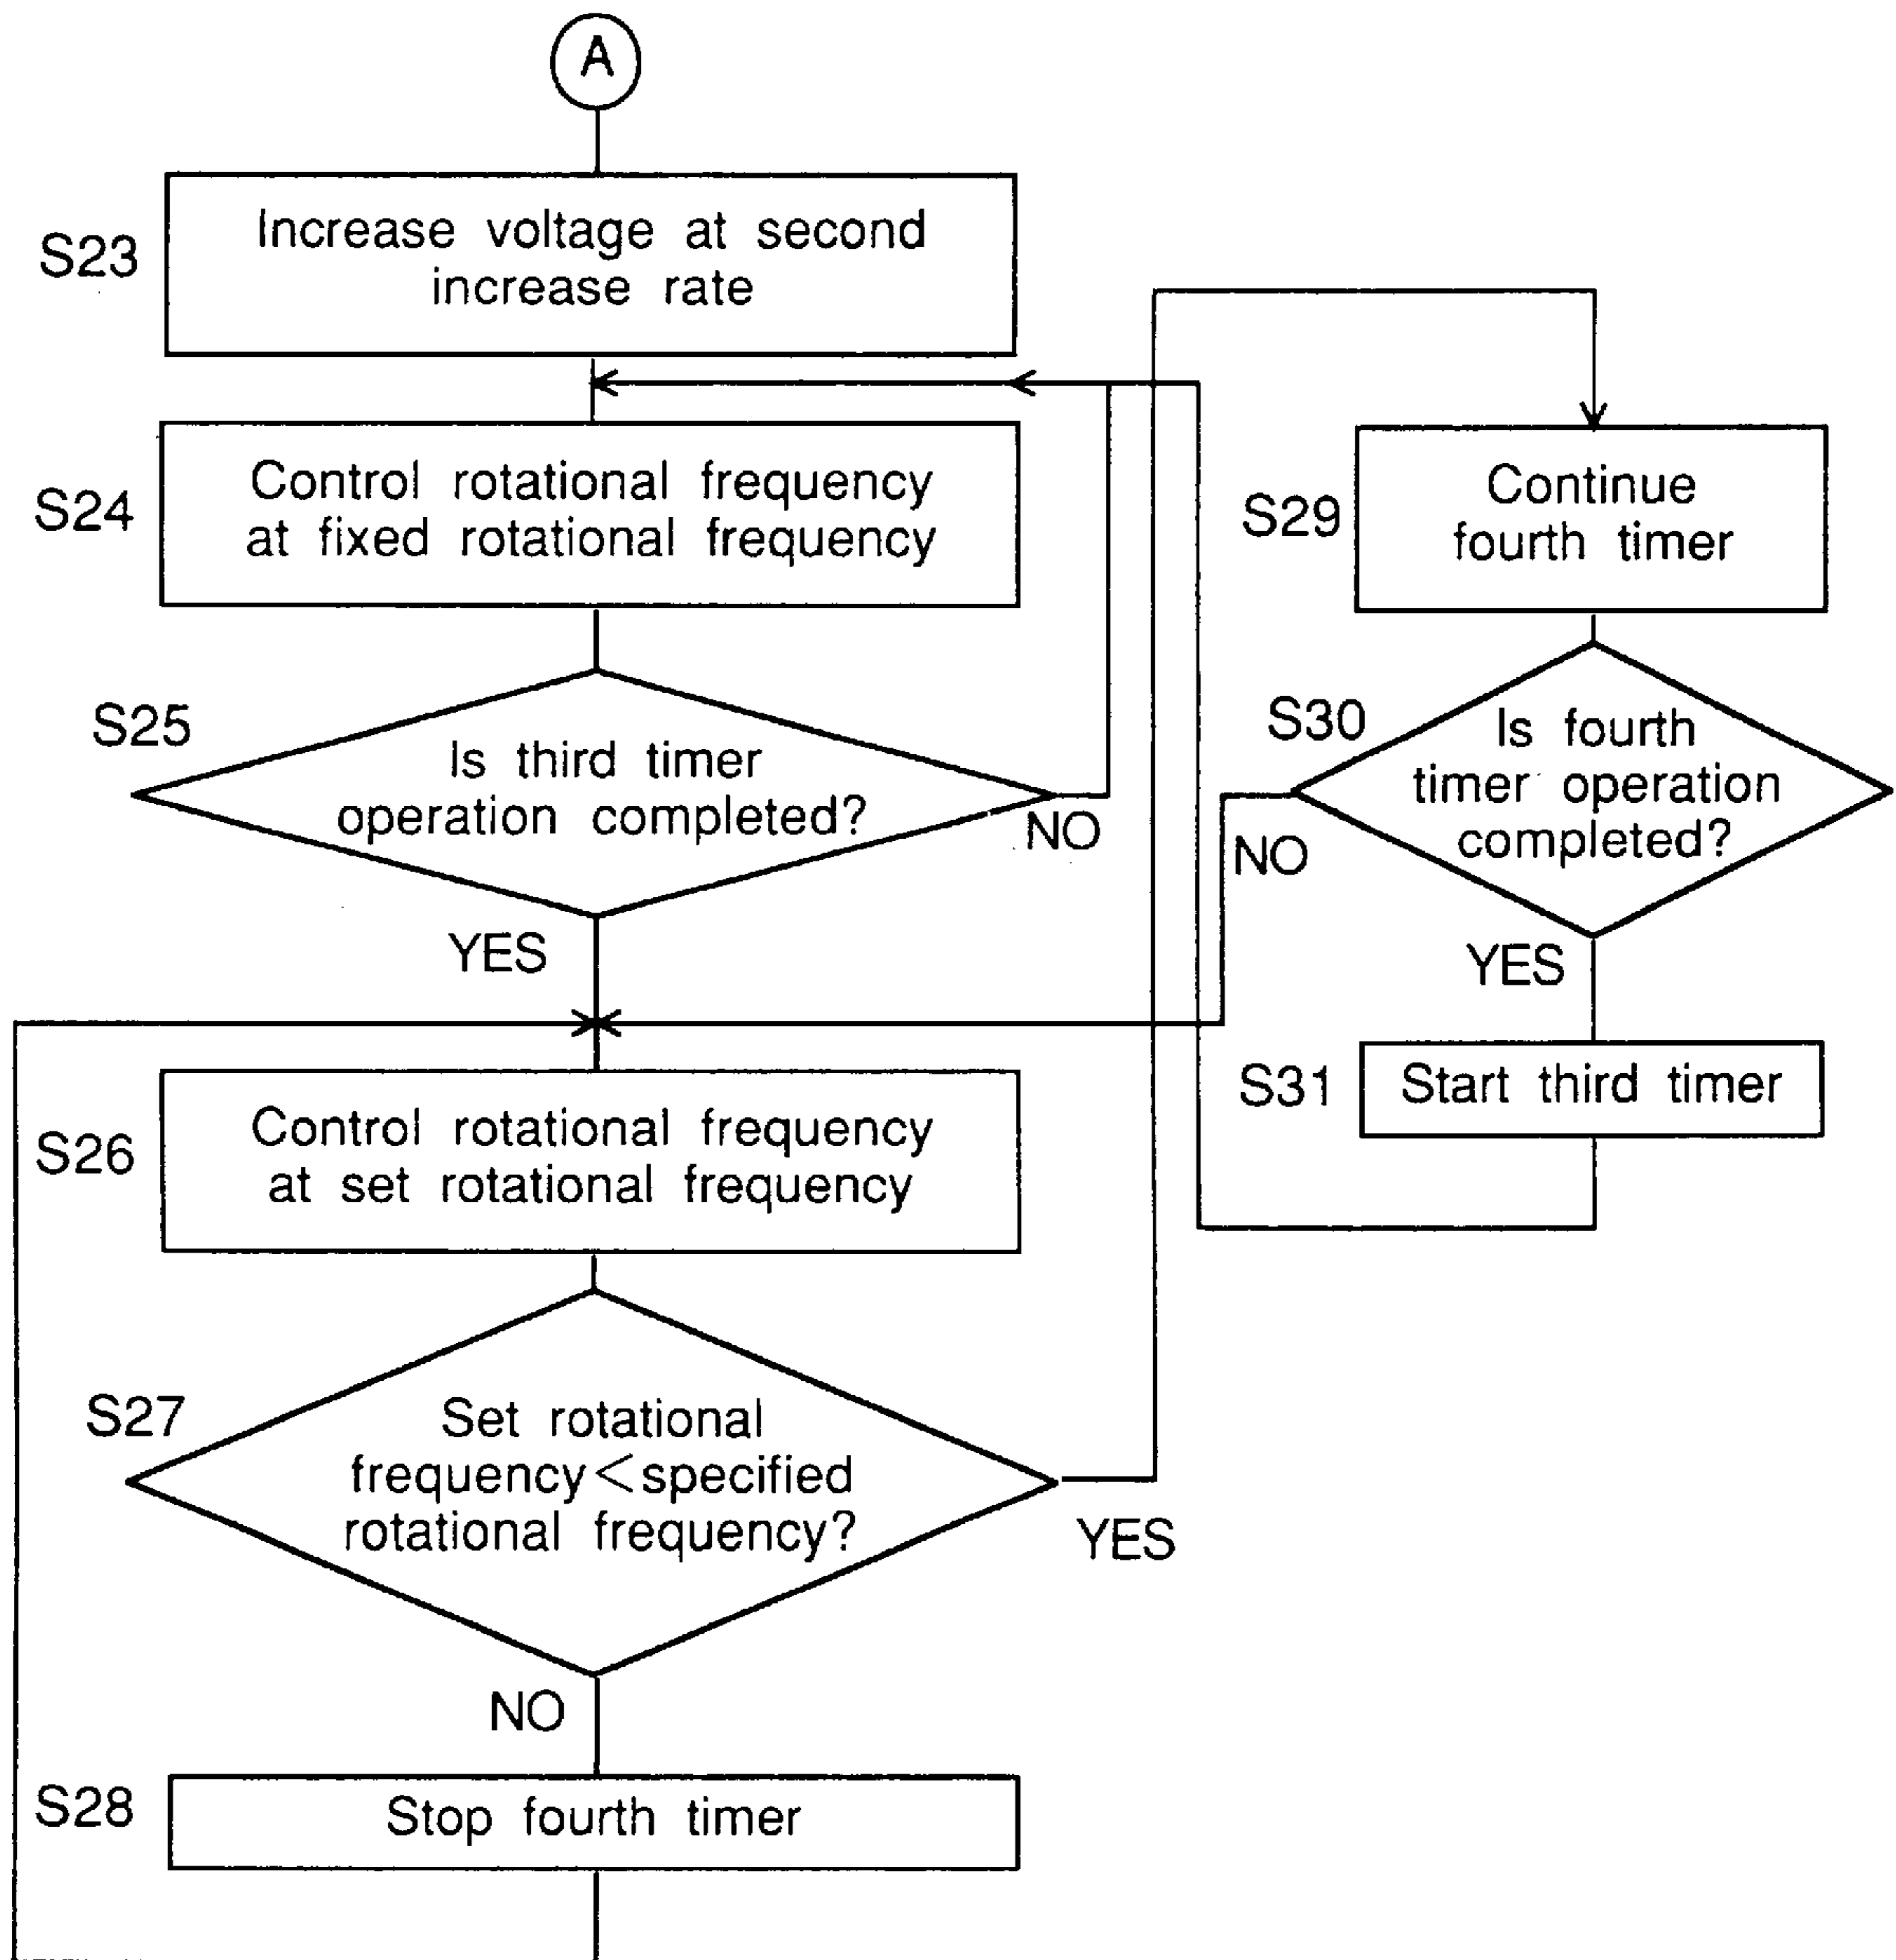 A
S23
Increase voltage at second
increase rate
S24
Control rotational frequency
at fixed rotational frequency
S25
Is third timer
operation completed?
NO
YES
S26
Control rotational frequency
at set rotational frequency
S27
Set rotational
frequency<specified
rotational frequency?
YES
NO
S28
Stop fourth timer
S29
Continue
fourth timer
S30
Is fourth
timer operation
completed?
NO
YES
S31
Start third timer